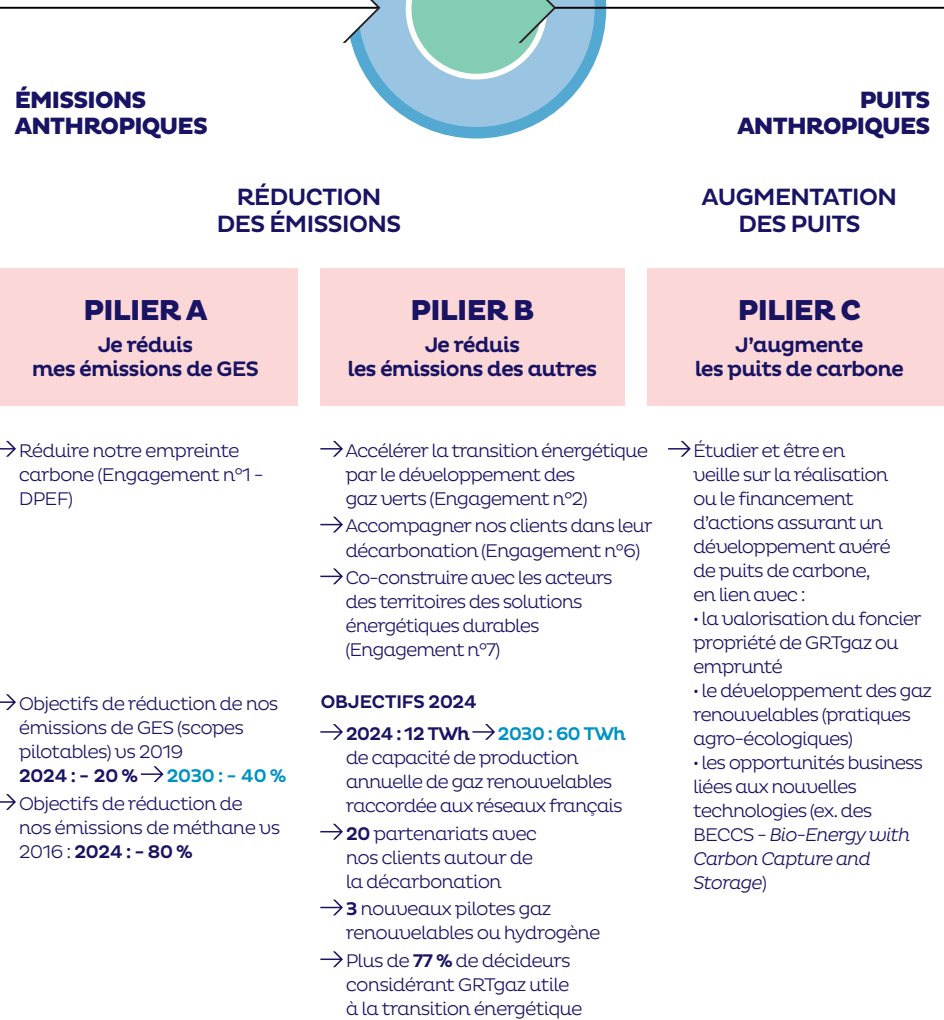 ÉMISSIONS
ANTHROPIQUES
PUITS
ANTHROPIQUES
RÉDUCTION
DES ÉMISSIONS
AUGMENTATION
DES PUITS
PILIER A
Je réduis
mes émissions de GES
→ Réduire notre empreinte
carbone (Engagement n°1 -
DPEF)
→ Objectifs de réduction de nos
émissions de GES (scopes
pilotables) vs 2019
2024 : - 20 % → 2030 : - 40 %
→ Objectifs de réduction de
nos émissions de méthane vs
2016 : 2024 : - 80 %
PILIER B
Je réduis
les émissions des autres
→ Accélérer la transition énergétique
par le développement des
gaz verts (Engagement n°2)
→ Accompagner nos clients dans leur
décarbonation (Engagement n°6)
→ Co-construire avec les acteurs
des territoires des solutions
énergétiques durables
(Engagement n°7)
OBJECTIFS 2024
→ 2024 : 12 TWh → 2030 : 60 TWh
de capacité de production
annuelle de gaz renouvelables
raccordée aux réseaux français
→ 20 partenariats avec
nos clients autour de
la décarbonation
→ 3 nouveaux pilotes gaz
renouvelables ou hydrogène
→ Plus de 77 % de décideurs
considérant GRTgaz utile
à la transition énergétique
PILIER C
J'augmente
les puits de carbone
→ Étudier et être en
veille sur la réalisation
ou le financement
d'actions assurant un
développement avéré
de puits de carbone,
en lien avec :
• la valorisation du foncier
propriété de GRTgaz ou
emprunté
• le développement des gaz
renouvelables (pratiques
agro-écologiques)
• les opportunités business
liées aux nouvelles
technologies (ex. des
BECCS - Bio-Energy with
Carbon Capture and
Storage)